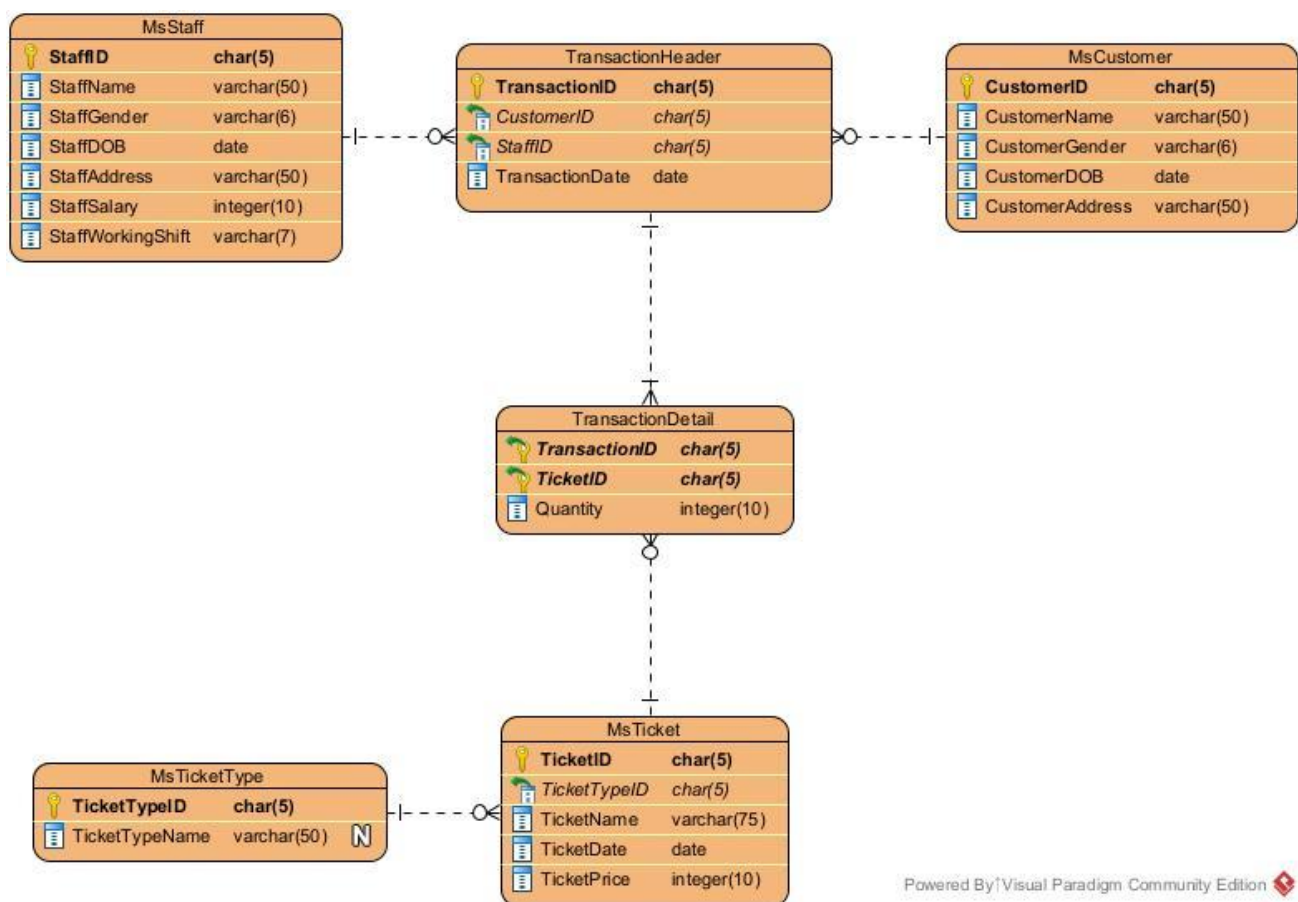 MsStaff
StaffID char(5)
StaffName varchar(50)
StaffGender varchar(6)
StaffDOB date
StaffAddress varchar(50)
StaffSalary integer(10)
StaffWorkingShift varchar(7)
TransactionHeader
TransactionID char(5)
CustomerID char(5)
StaffID char(5)
TransactionDate date
MsCustomer
CustomerID char(5)
CustomerName varchar(50)
CustomerGender varchar(6)
CustomerDOB date
CustomerAddress varchar(50)
TransactionDetail
TransactionID char(5)
TicketID char(5)
Quantity integer(10)
MsTicketType
TicketTypeID char(5)
TicketTypeName varchar(50) N
MsTicket
TicketID char(5)
TicketTypeID char(5)
TicketName varchar(75)
TicketDate date
TicketPrice integer(10)
Powered By Visual Paradigm Community Edition